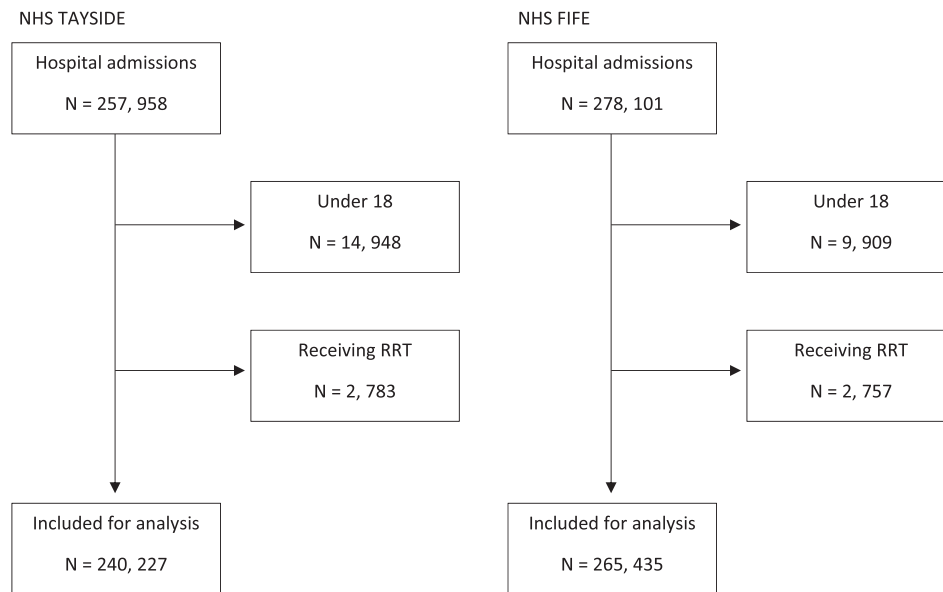 NHS TAYSIDE
Hospital admissions
N = 257, 958
Under 18
N = 14, 948
Receiving RRT
N = 2, 783
Included for analysis
N = 240, 227
NHS FIFE
Hospital admissions
N = 278, 101
Under 18
N = 9, 909
Receiving RRT
N = 2, 757
Included for analysis
N = 265, 435